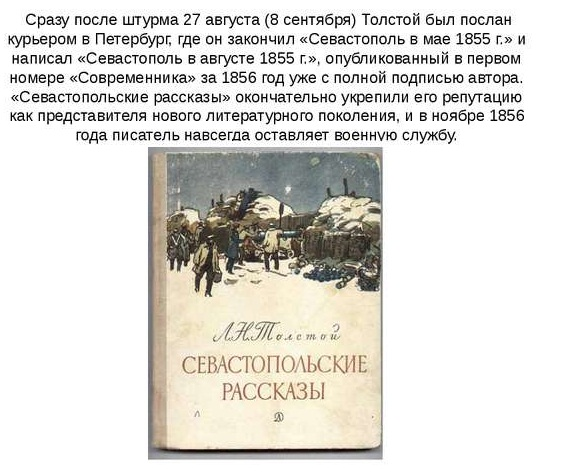 Сразу после штурма 27 августа (8 сентября) Толстой был послан
курьером в Петербург, где он закончил «Севастополь в мае 1855 г.» и
написал «Севастополь в августе 1855 г.», опубликованный в первом
номере «Современника» за 1856 год уже с полной подписью автора.
«Севастопольские рассказы» окончательно укрепили его репутацию
как представителя нового литературного поколения, и в ноябре 1856
года писатель навсегда оставляет военную службу.
Л.Н.Толстой
СЕВАСТОПОЛЬСКИЕ
РАССКАЗЫ